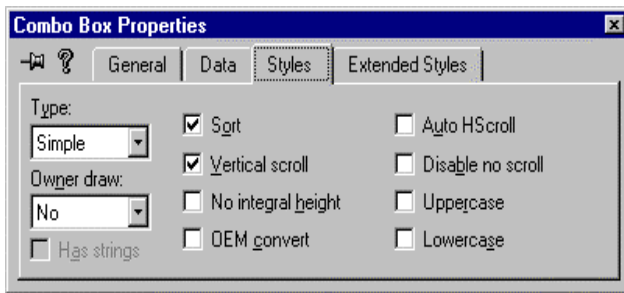 Combo Box Properties
General Data Styles Extended Styles
Type:
Simple
Owner draw:
No
Has strings
Sort
Vertical scroll
No integral height
OEM convert
Auto HScroll
Disable no scroll
Uppercase
Lowercase